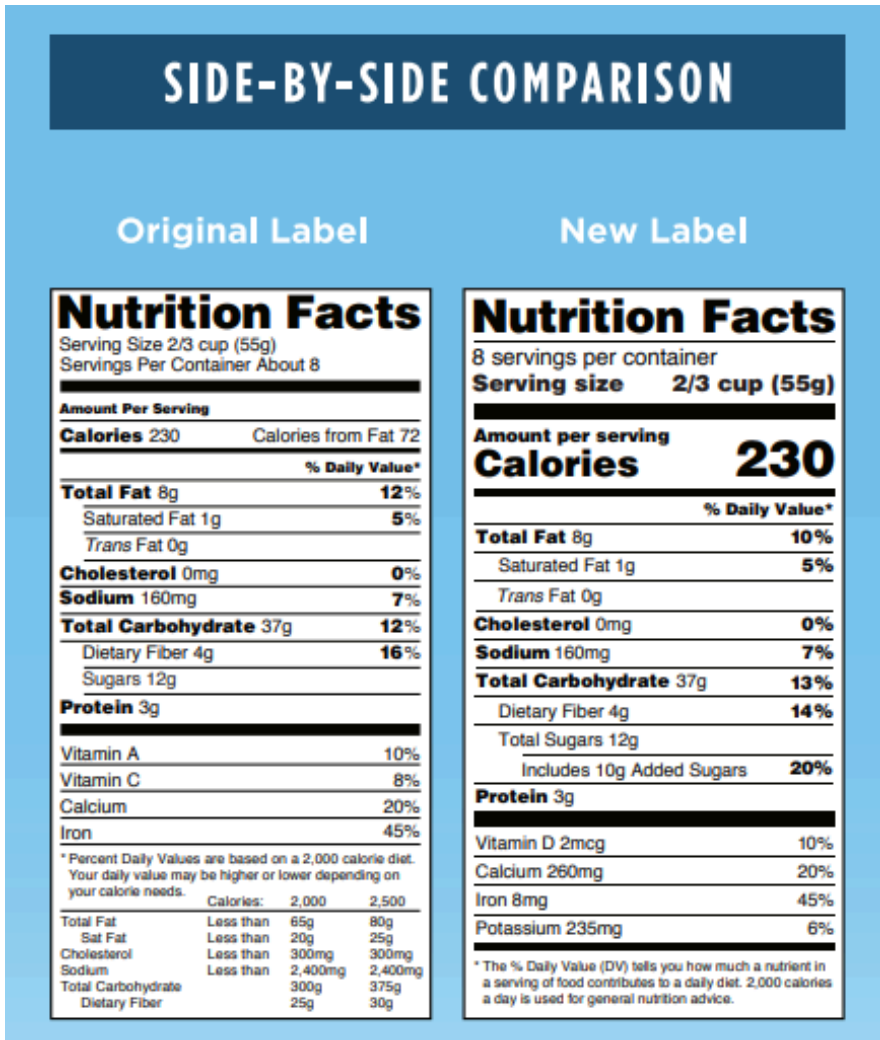 SIDE-BY-SIDE COMPARISON
Original Label
Nutrition Facts
Serving Size 2/3 cup (55g)
Servings Per Container About 8
Amount Per Serving
Calories 230 Calories from Fat 72
% Daily Value*
Total Fat 8g 12%
Saturated Fat 1g 5%
Trans Fat 0g
Cholesterol 0mg 0%
Sodium 160mg 7%
Total Carbohydrate 37g 12%
Dietary Fiber 4g 16%
Sugars 12g
Protein 3g
Vitamin A 10%
Vitamin C 8%
Calcium 20%
Iron 45%
* Percent Daily Values are based on a 2,000 calorie diet.
Your daily value may be higher or lower depending on
your calorie needs.
Calories: 2,000 2,500
Total Fat Less than 65g 80g
Sat Fat Less than 20g 25g
Cholesterol Less than 300mg 300mg
Sodium Less than 2,400mg 2,400mg
Total Carbohydrate 300g 375g
Dietary Fiber 25g 30g
New Label
Nutrition Facts
8 servings per container
Serving size 2/3 cup (55g)
Amount per serving
Calories 230
% Daily Value*
Total Fat 8g 10%
Saturated Fat 1g 5%
Trans Fat 0g
Cholesterol 0mg 0%
Sodium 160mg 7%
Total Carbohydrate 37g 13%
Dietary Fiber 4g 14%
Total Sugars 12g
Includes 10g Added Sugars 20%
Protein 3g
Vitamin D 2mcg 10%
Calcium 260mg 20%
Iron 8mg 45%
Potassium 235mg 6%
* The % Daily Value (DV) tells you how much a nutrient in
a serving of food contributes to a daily diet. 2,000 calories
a day is used for general nutrition advice.